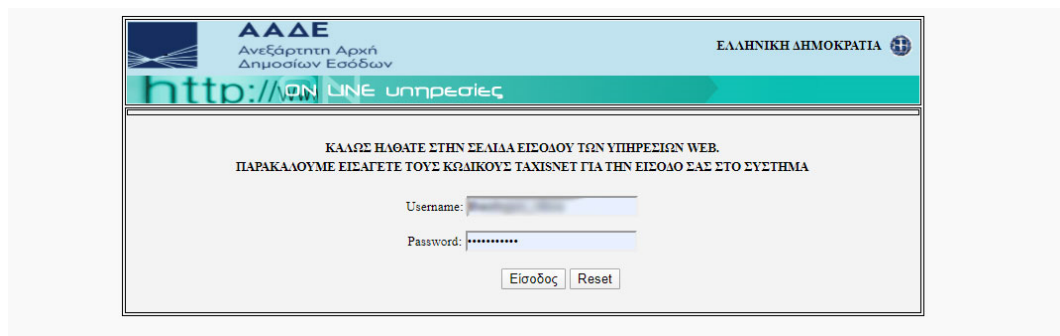 ΑΑΔΕ
Ανεξάρτητη Αρχή
Δημοσίων Εσόδων
ΕΛΛΗΝΙΚΗ ΔΗΜΟΚΡΑΤΙΑ
http://www
ON LINE υπηρεσίες
ΚΑΛΩΣ ΗΛΘΑΤΕ ΣΤΗΝ ΣΕΛΙΔΑ ΕΙΣΟΔΟΥ ΤΩΝ ΥΠΗΡΕΣΙΩΝ WEB.
ΠΑΡΑΚΑΛΟΥΜΕ ΕΙΣΑΓΕΤΕ ΤΟΥΣ ΚΩΔΙΚΟΥΣ TAXISNET ΓΙΑ ΤΗΝ ΕΙΣΟΔΟ ΣΑΣ ΣΤΟ ΣΥΣΤΗΜΑ
Username:
Password: •••••••••••
Είσοδος Reset